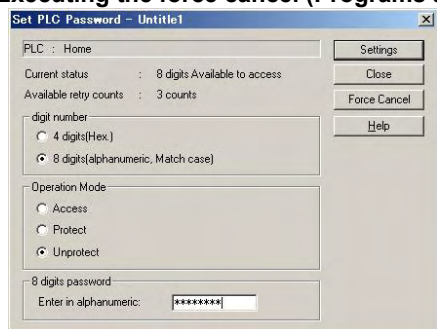 Executing the force cancel (Programs
Set PLC Password - Untitle1
PLC : Home
Settings
Current status : 8 digits Available to access
Close
Available retry counts : 3 counts
Force Cancel
digit number
Help
4 digits(Hex.)
8 digits(alphanumeric, Match case)
Operation Mode
Access
Protect
Unprotect
8 digits password
Enter in alphanumeric: ********